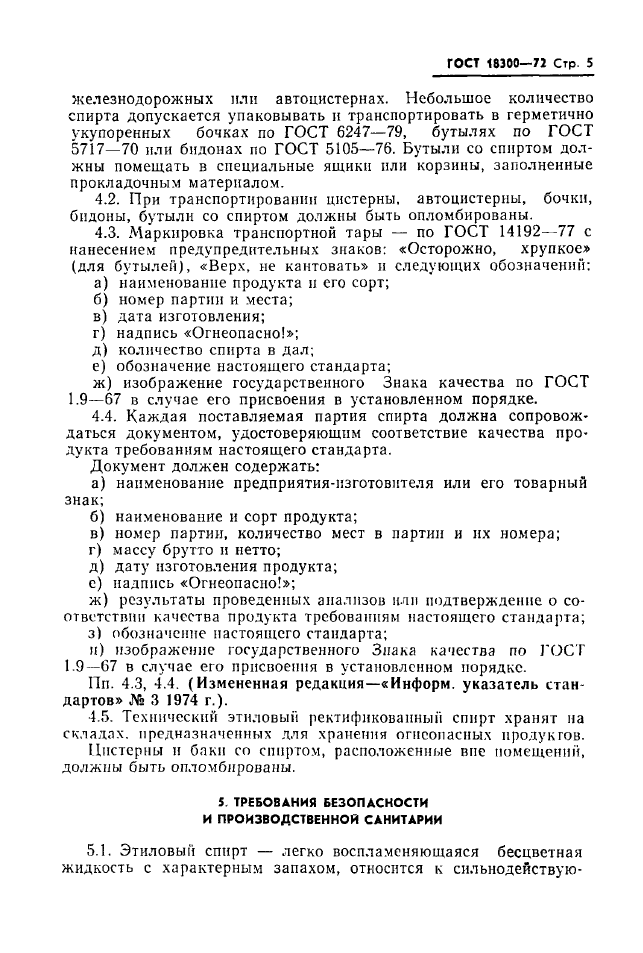 ГОСТ 18300—72 Стр. 5
железнодорожных или автоцистернах. Небольшое количество
спирта допускается упаковывать и транспортировать в герметично
укупоренных бочках по ГОСТ 6247—79, бутылях по ГОСТ
5717—70 или бидонах по ГОСТ 5105—76. Бутыли со спиртом дол-
жны помещать в специальные ящики или корзины, заполненные
прокладочным материалом.
4.2. При транспортировании цистерны, автоцистерны, бочки,
бидоны, бутыли со спиртом должны быть опломбированы.
4.3. Маркировка транспортной тары — по ГОСТ 14192—77 с
нанесением предупредительных знаков: «Осторожно, хрупкое»
(для бутылей), «Верх, не кантовать» и следующих обозначений:
а) наименование продукта и его сорт;
б) номер партии и места;
в) дата изготовления;
г) надпись «Огнеопасно!»;
д) количество спирта в дал;
е) обозначение настоящего стандарта;
ж) изображение государственного Знака качества по ГОСТ
1.9—67 в случае его присвоения в установленном порядке.
4.4. Каждая поставляемая партия спирта должна сопровож-
даться документом, удостоверяющим соответствие качества про-
дукта требованиям настоящего стандарта.
Документ должен содержать:
а) наименование предприятия-изготовителя или его товарный
знак;
б) наименование и сорт продукта;
в) номер партии, количество мест в партии и их номера;
г) массу брутто и нетто;
д) дату изготовления продукта;
е) надпись «Огнеопасно!»;
ж) результаты проведенных анализов или подтверждение о со-
ответствии качества продукта требованиям настоящего стандарта;
з) обозначение настоящего стандарта;
и) изображение государственного Знака качества по ГОСТ
1.9—67 в случае его присвоения в установленном порядке.
Пп. 4.3, 4.4. (Измененная редакция—«Информ. указатель стан-
дартов» № 3 1974 г.).
4.5. Технический этиловый ректификованный спирт хранят на
складах. предназначенных для хранения огнеопасных продуктов.
Цистерны и баки со спиртом, расположенные вне помещений,
должны быть опломбированы.
5. ТРЕБОВАНИЯ БЕЗОПАСНОСТИ
И ПРОИЗВОДСТВЕННОЙ САНИТАРИИ
5.1. Этиловый спирт — легко воспламеняющаяся бесцветная
жидкость с характерным запахом, относится к сильнодействую-